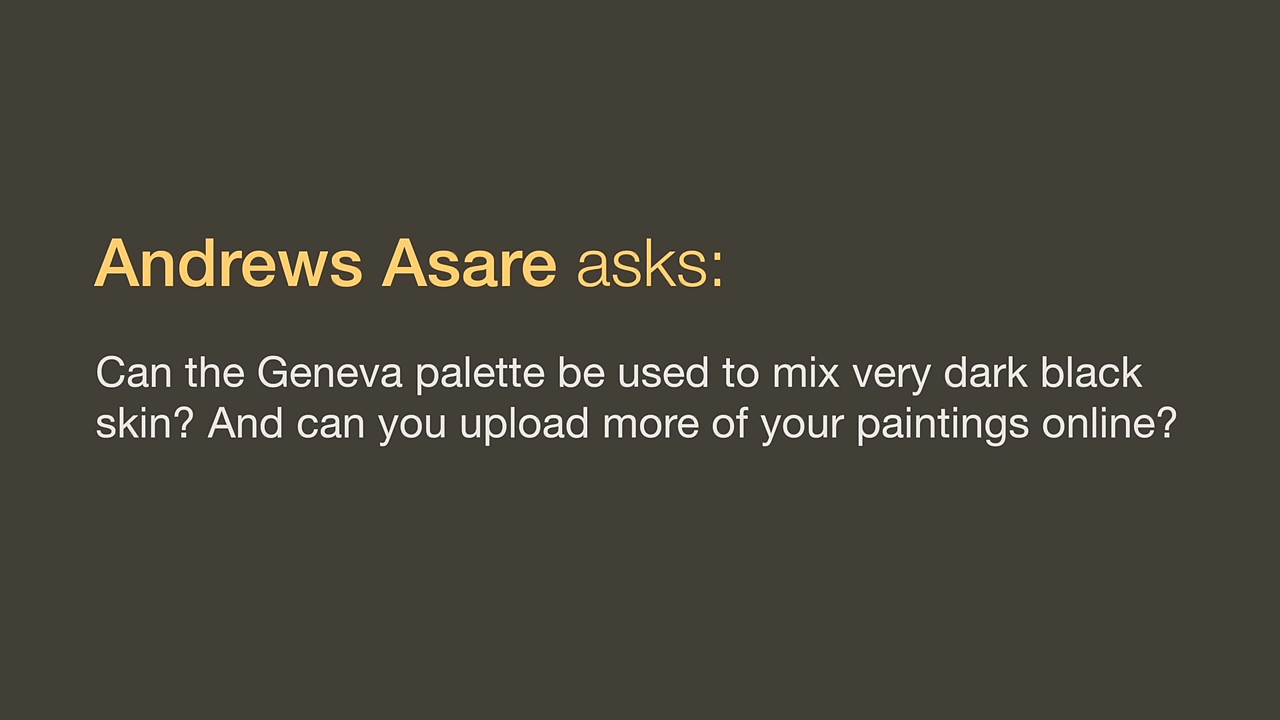 Andrews Asare asks:
Can the Geneva palette be used to mix very dark black
skin? And can you upload more of your paintings online?